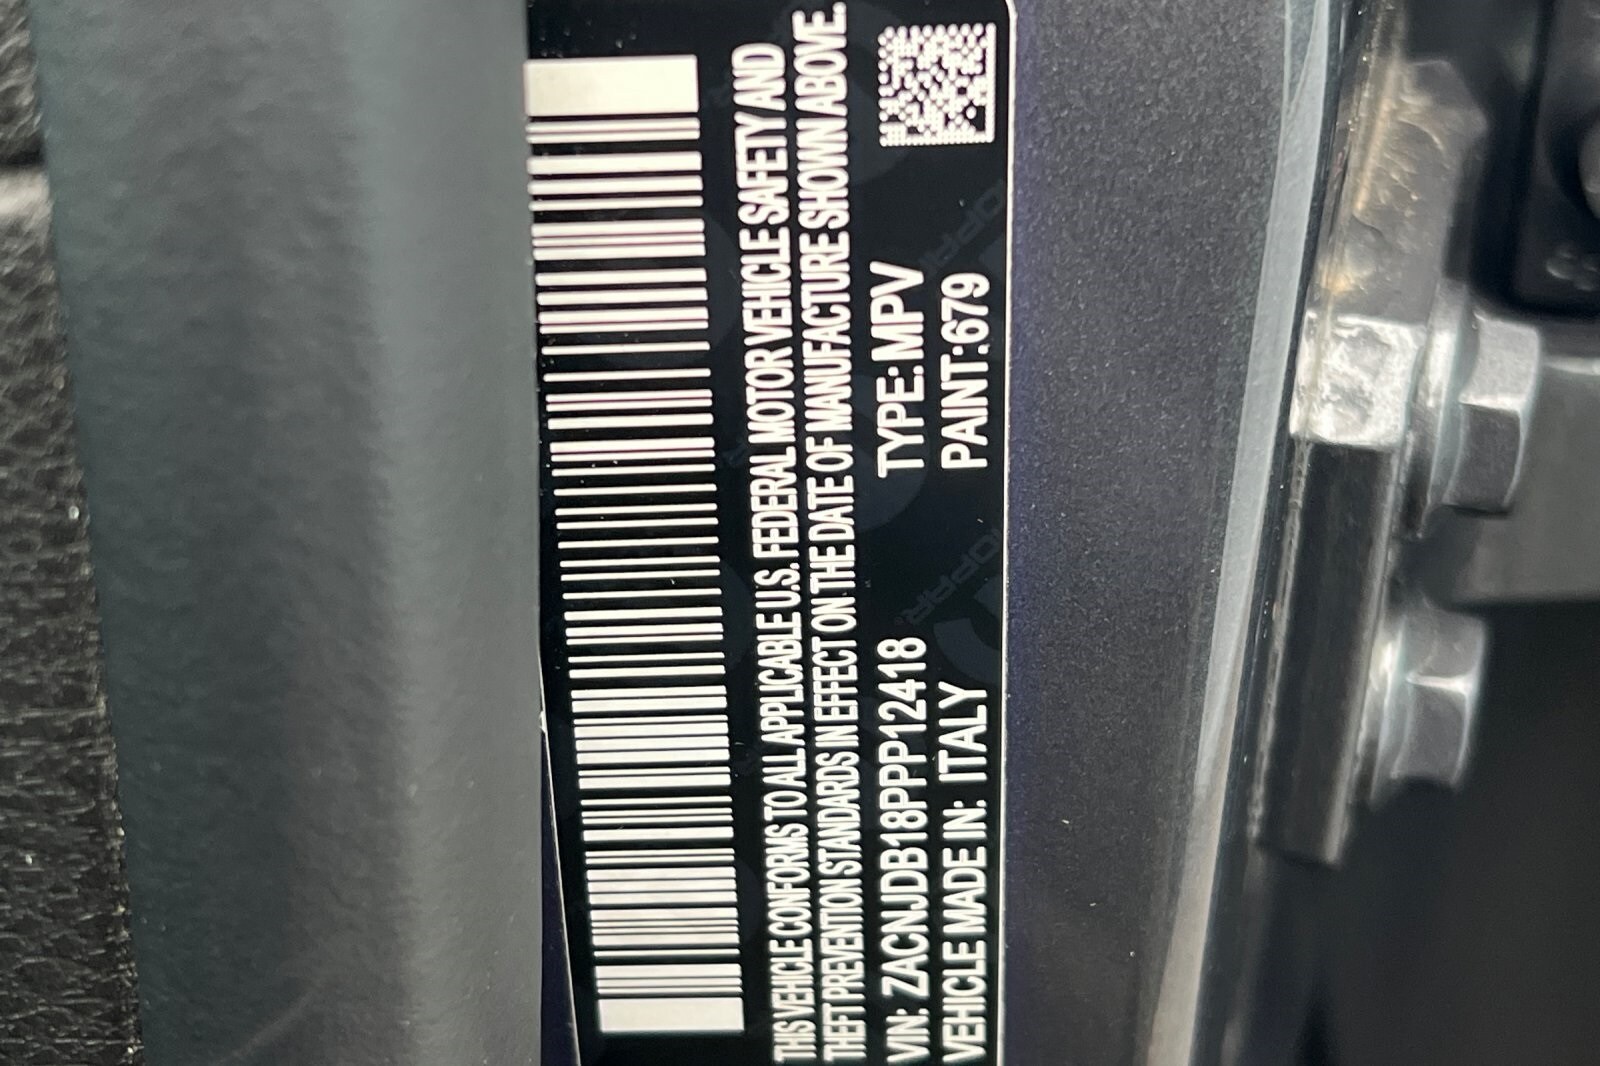 THIS VEHICLE CONFORMS TO ALL APPLICABLE U.S. FEDERAL MOTOR VEHICLE SAFETY AND
THEFT PREVENTION STANDARDS IN EFFECT ON THE DATE OF MANUFACTURE SHOWN ABOVE.
VIN: ZACNJDB18PPP12418 TYPE: MPV
VEHICLE MADE IN: ITALY PAINT:679
MOPAR